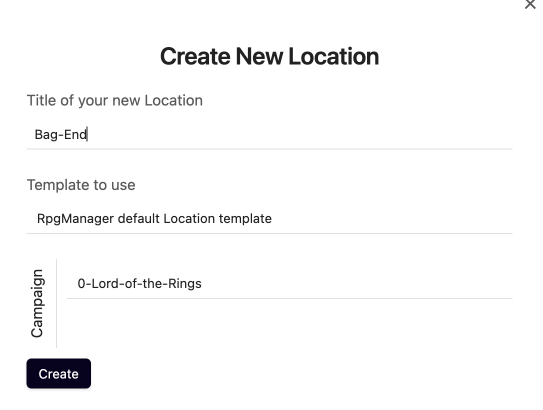 Create New Location
Title of your new Location
Bag-End
Template to use
RpgManager default Location template
Campaign
0-Lord-of-the-Rings
Create